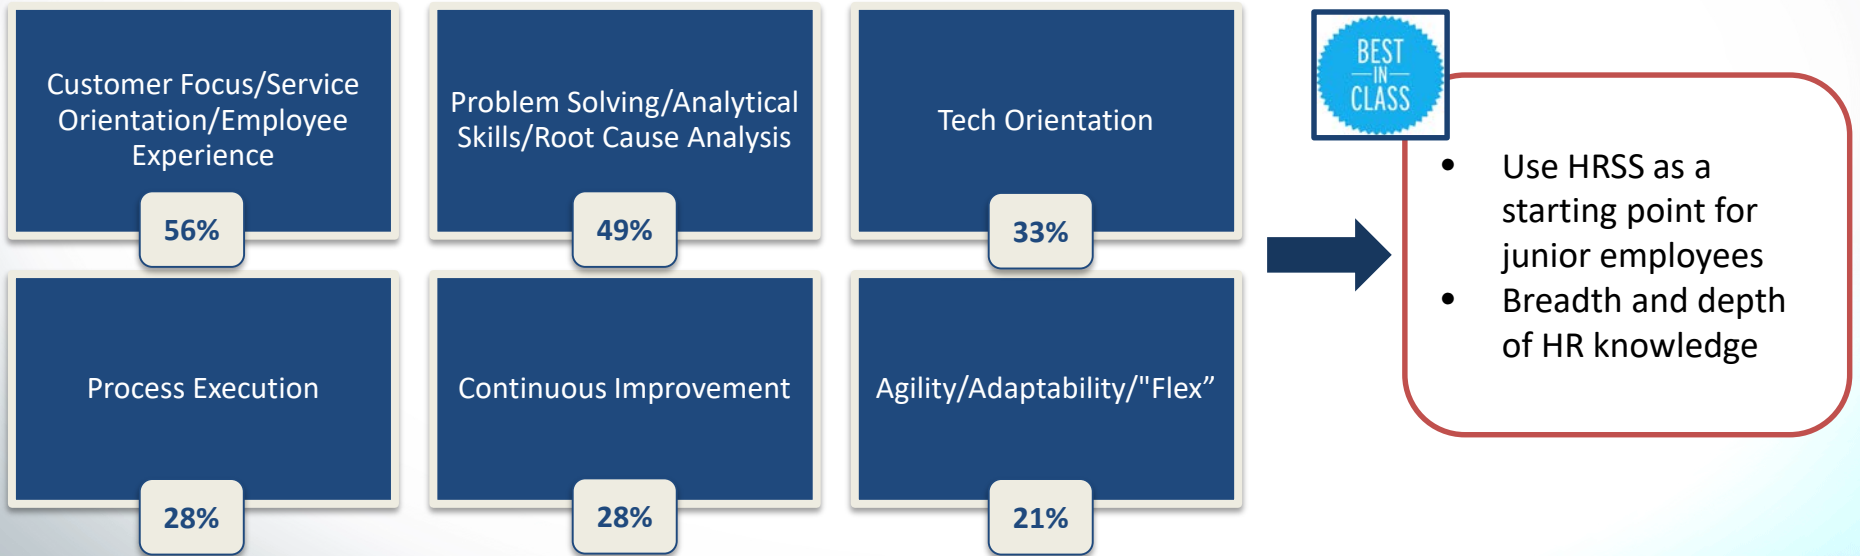 Customer Focus/Service
Orientation/Employee
Experience
56%
Problem Solving/Analytical
Skills/Root Cause Analysis
49%
Tech Orientation
33%
Process Execution
28%
Continuous Improvement
28%
Agility/Adaptability/"Flex”
21%
BEST
IN
CLASS
• Use HRSS as a
starting point for
junior employees
• Breadth and depth
of HR knowledge